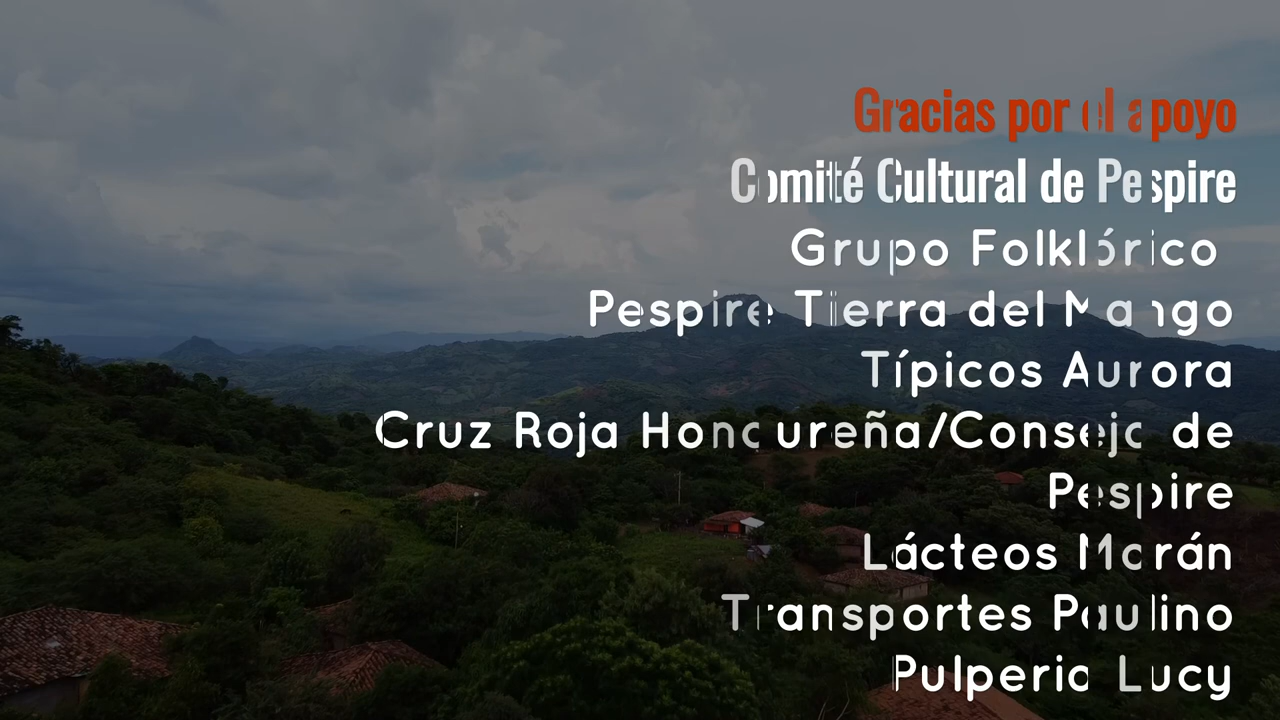 Gracias por el apoyo
Comité Cultural de Pespire
Grupo Folklórico
Pespire Tierra del Mango
Típicos Aurora
Cruz Roja Hondureña/Consejo de
Pespire
Lácteos Morán
Transportes Paulino
Pulperia Lucy